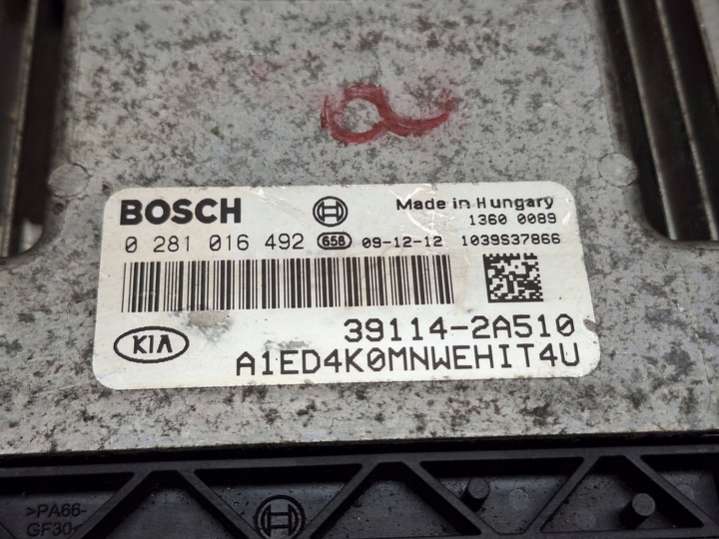 BOSCH
Made in Hungary
1360 0089
0 281 016 492 658 09-12-12 1039S37866
KIA
39114-2A510
A1ED4K0MNWEHIT4U
>PA66-
GF30<